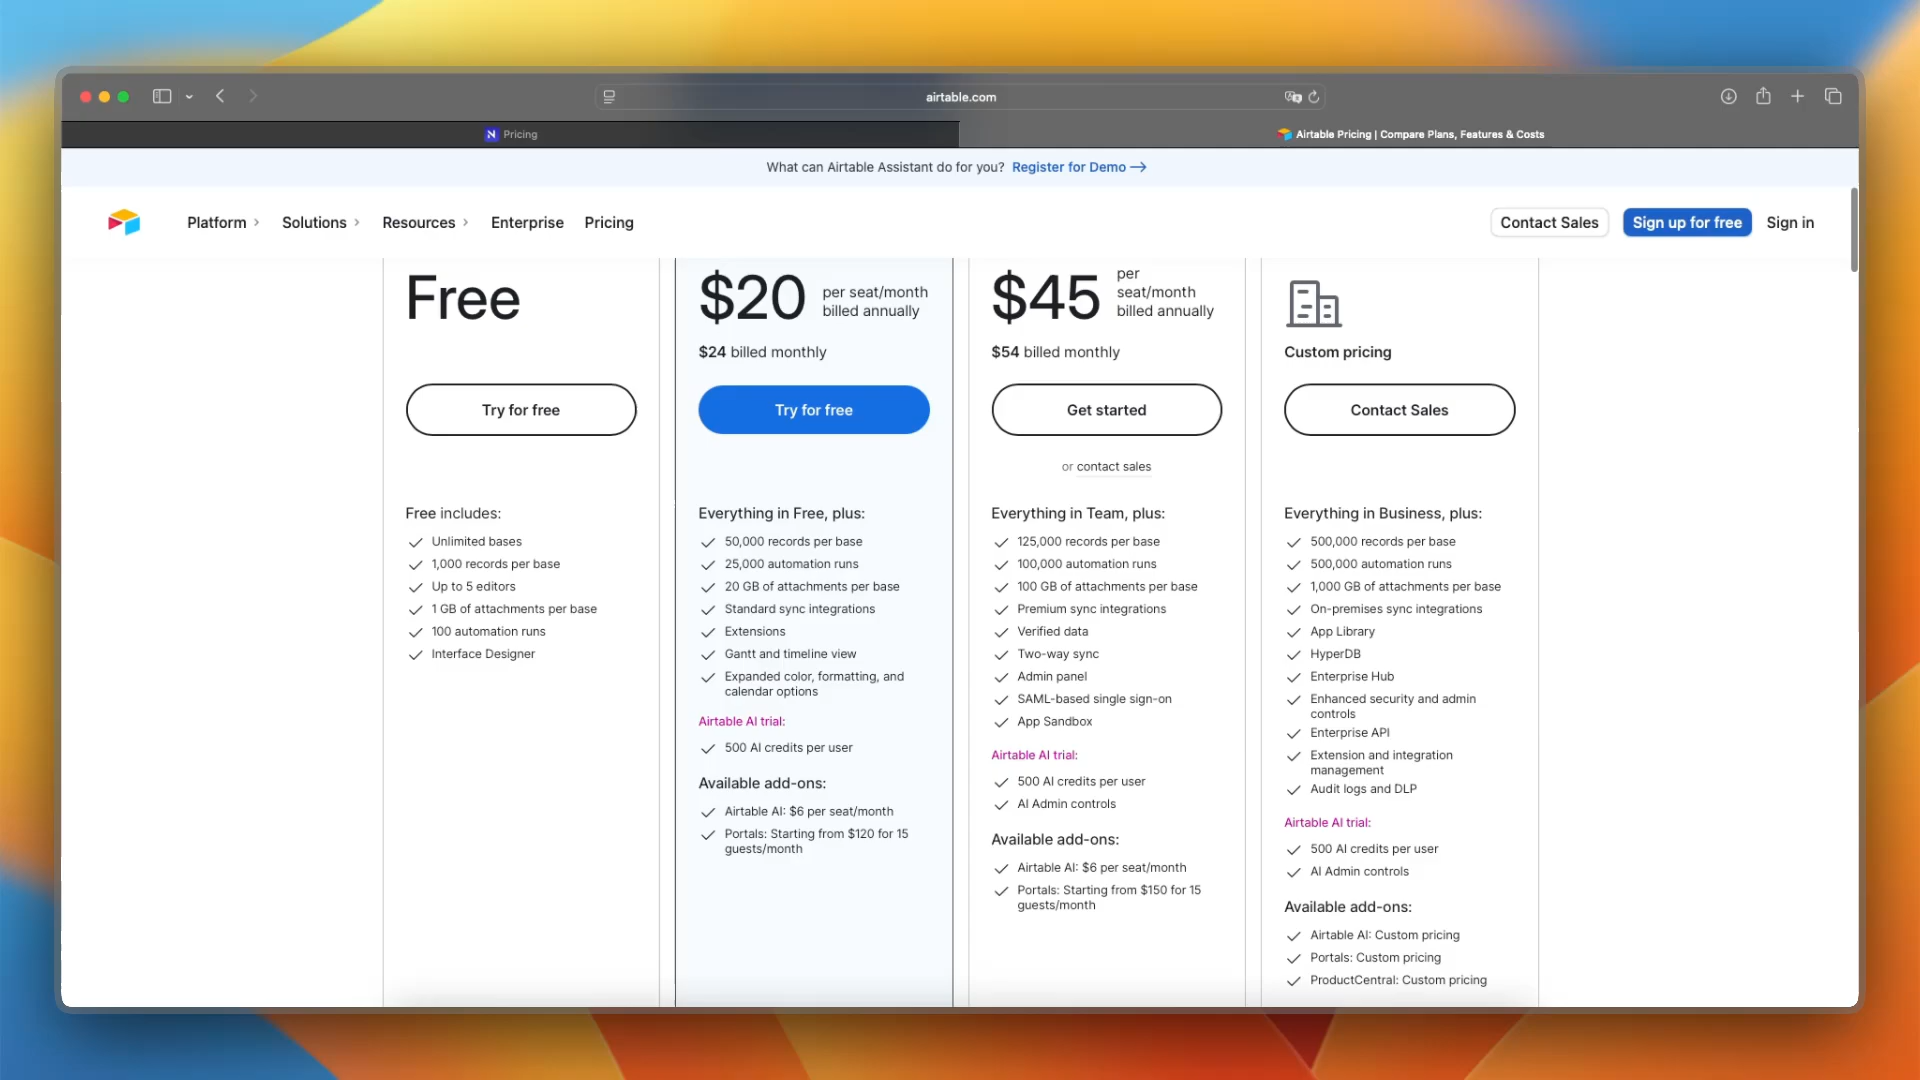 airtable.com
Pricing
Airtable Pricing | Compare Plans, Features & Costs
What can Airtable Assistant do for you? Register for Demo →
Platform
Solutions
Resources
Enterprise
Pricing
Contact Sales
Sign up for free
Sign in
Free
Try for free
Free includes:
Unlimited bases
1,000 records per base
Up to 5 editors
1 GB of attachments per base
100 automation runs
Interface Designer
$20
per seat/month
billed annually
$24 billed monthly
Try for free
Everything in Free, plus:
50,000 records per base
25,000 automation runs
20 GB of attachments per base
Standard sync integrations
Extensions
Gantt and timeline view
Expanded color, formatting, and
calendar options
Airtable AI trial:
500 AI credits per user
Available add-ons:
Airtable AI: $6 per seat/month
Portals: Starting from $120 for 15
guests/month
$45
per
seat/month
billed annually
$54 billed monthly
Get started
or contact sales
Everything in Team, plus:
125,000 records per base
100,000 automation runs
100 GB of attachments per base
Premium sync integrations
Verified data
Two-way sync
Admin panel
SAML-based single sign-on
App Sandbox
Airtable AI trial:
500 AI credits per user
AI Admin controls
Available add-ons:
Airtable AI: $6 per seat/month
Portals: Starting from $150 for 15
guests/month
Custom pricing
Contact Sales
Everything in Business, plus:
500,000 records per base
500,000 automation runs
1,000 GB of attachments per base
On-premises sync integrations
App Library
HyperDB
Enterprise Hub
Enhanced security and admin
controls
Enterprise API
Extension and integration
management
Audit logs and DLP
Airtable AI trial:
500 AI credits per user
AI Admin controls
Available add-ons:
Airtable AI: Custom pricing
Portals: Custom pricing
ProductCentral: Custom pricing